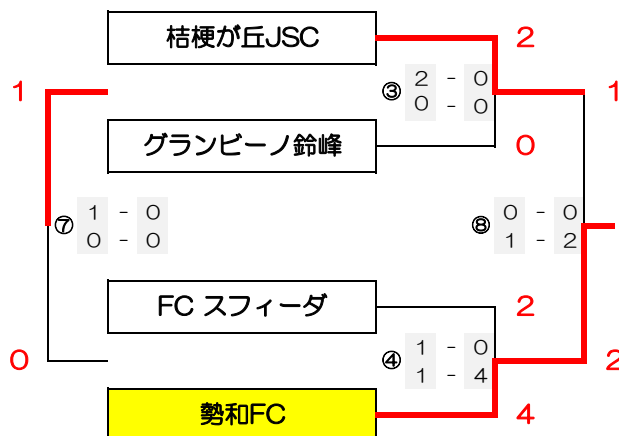 桔梗が丘JSC
2
1
③
2 - 0
0 - 0
1
グランビーノ鈴峰
0
⑦
1 - 0
0 - 0
⑧
0 - 0
1 - 2
FC スフィーダ
2
0
④
1 - 0
1 - 4
2
勢和FC
4